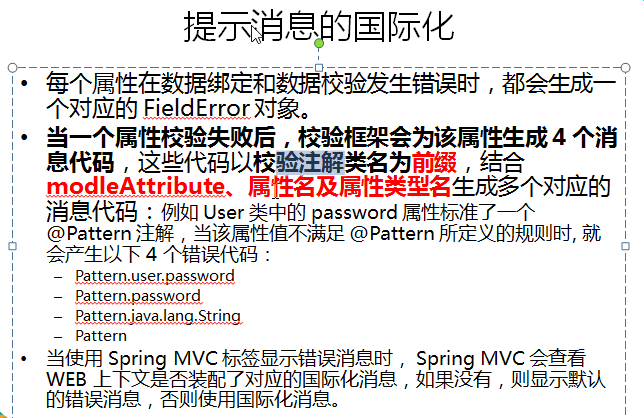 提示消息的国际化
• 每个属性在数据绑定和数据校验发生错误时，都会生成一
个对应的 FieldError 对象。
• 当一个属性校验失败后，校验框架会为该属性生成 4 个消
息代码，这些代码以校验注解类名为前缀，结合
modleAttribute、属性名及属性类型名生成多个对应的
消息代码：例如 User 类中的 password 属性标准了一个
@Pattern 注解，当该属性值不满足 @Pattern 所定义的规则时, 就
会产生以下 4 个错误代码：
– Pattern.user.password
– Pattern.password
– Pattern.java.lang.String
– Pattern
• 当使用 Spring MVC 标签显示错误消息时， Spring MVC 会查看
WEB 上下文是否装配了对应的国际化消息，如果没有，则显示默认
的错误消息，否则使用国际化消息。